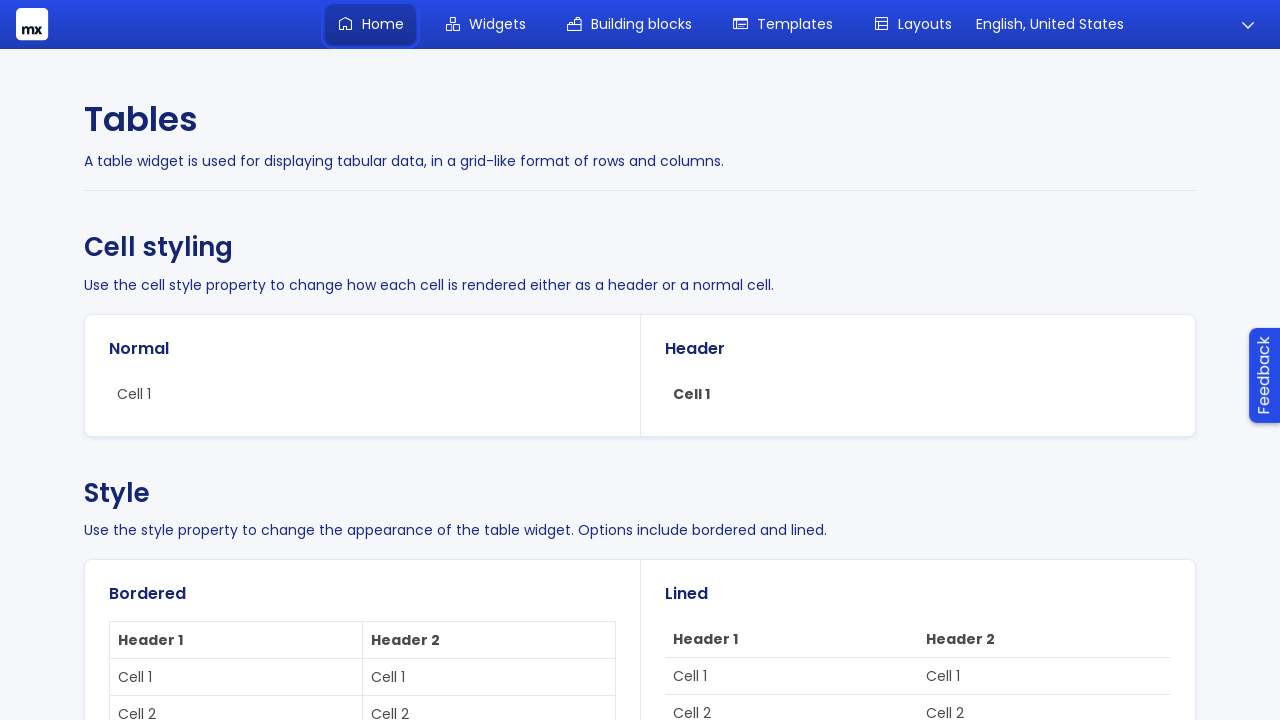 mx
Home
Widgets
Building blocks
Templates
Layouts
English, United States
Tables
A table widget is used for displaying tabular data, in a grid-like format of rows and columns.
Cell styling
Use the cell style property to change how each cell is rendered either as a header or a normal cell.
Normal
Header
Cell 1
Cell 1
Feedback
Style
Use the style property to change the appearance of the table widget. Options include bordered and lined.
Bordered
Lined
Header 1 Header 2
Header 1 Header 2
Cell 1 Cell 1
Cell 1 Cell 1
Cell 2 Cell 2
Cell 2 Cell 2